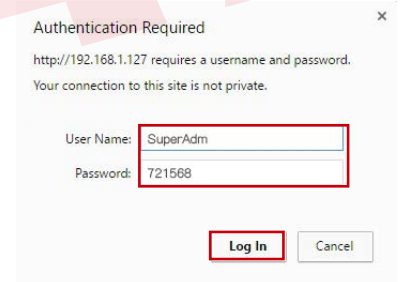 Authentication Required
×
http://192.168.1.127 requires a username and password.
Your connection to this site is not private.
User Name: SuperAdm
Password: 721568
Log In Cancel